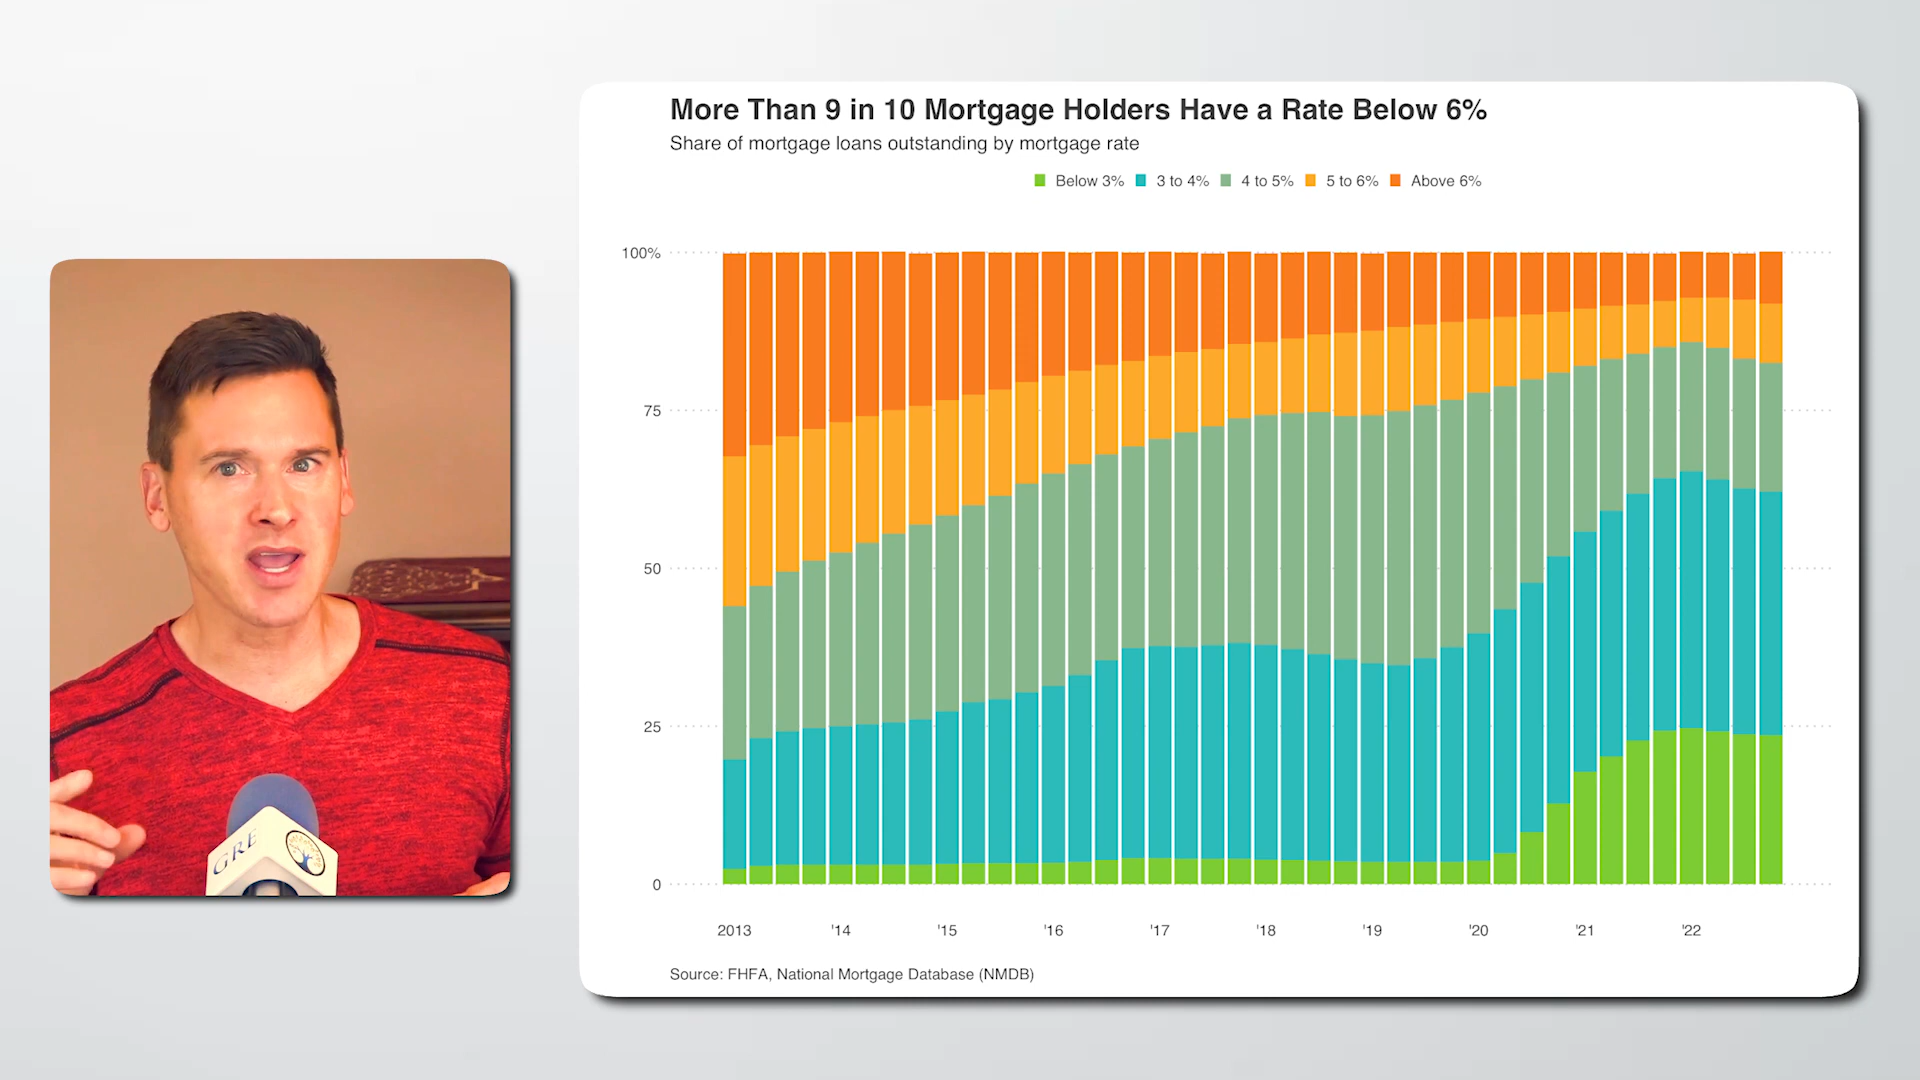 More Than 9 in 10 Mortgage Holders Have a Rate Below 6%
Share of mortgage loans outstanding by mortgage rate
Below 3% 3 to 4% 4 to 5% 5 to 6% Above 6%
100%
75
50
25
0
2013 '14 '15 '16 '17 '18 '19 '20 '21 '22
Source: FHFA, National Mortgage Database (NMDB)
GRE